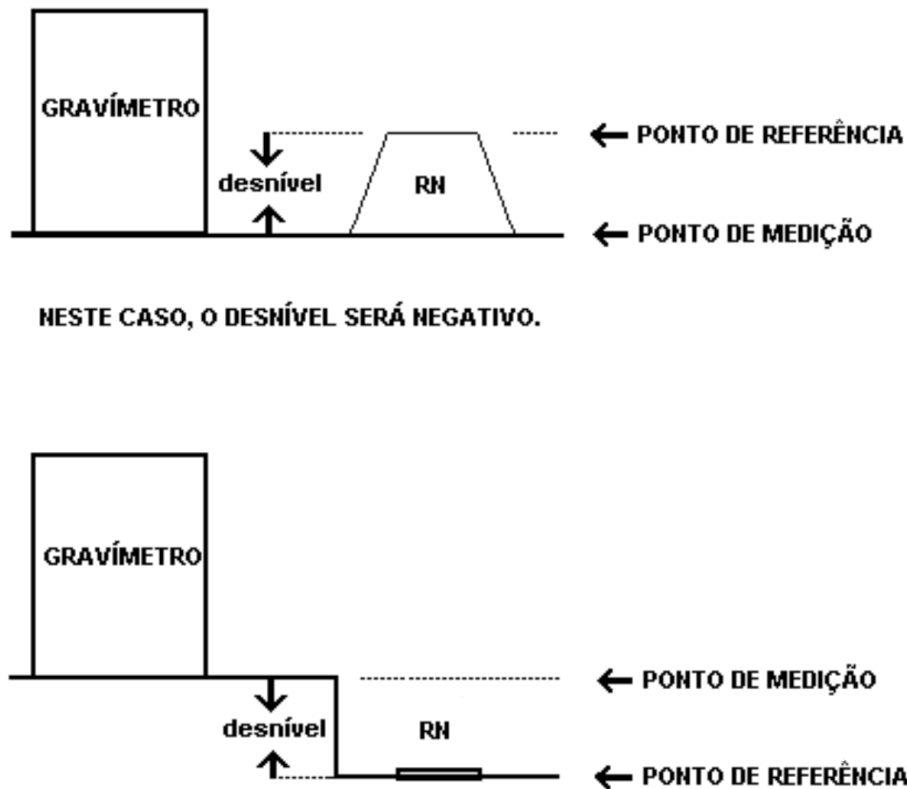 GRAVÍMETRO
PONTO DE REFERÊNCIA
desnível
RN
PONTO DE MEDIÇÃO
NESTE CASO, O DESNÍVEL SERÁ NEGATIVO.
GRAVÍMETRO
PONTO DE MEDIÇÃO
desnível
RN
PONTO DE REFERÊNCIA